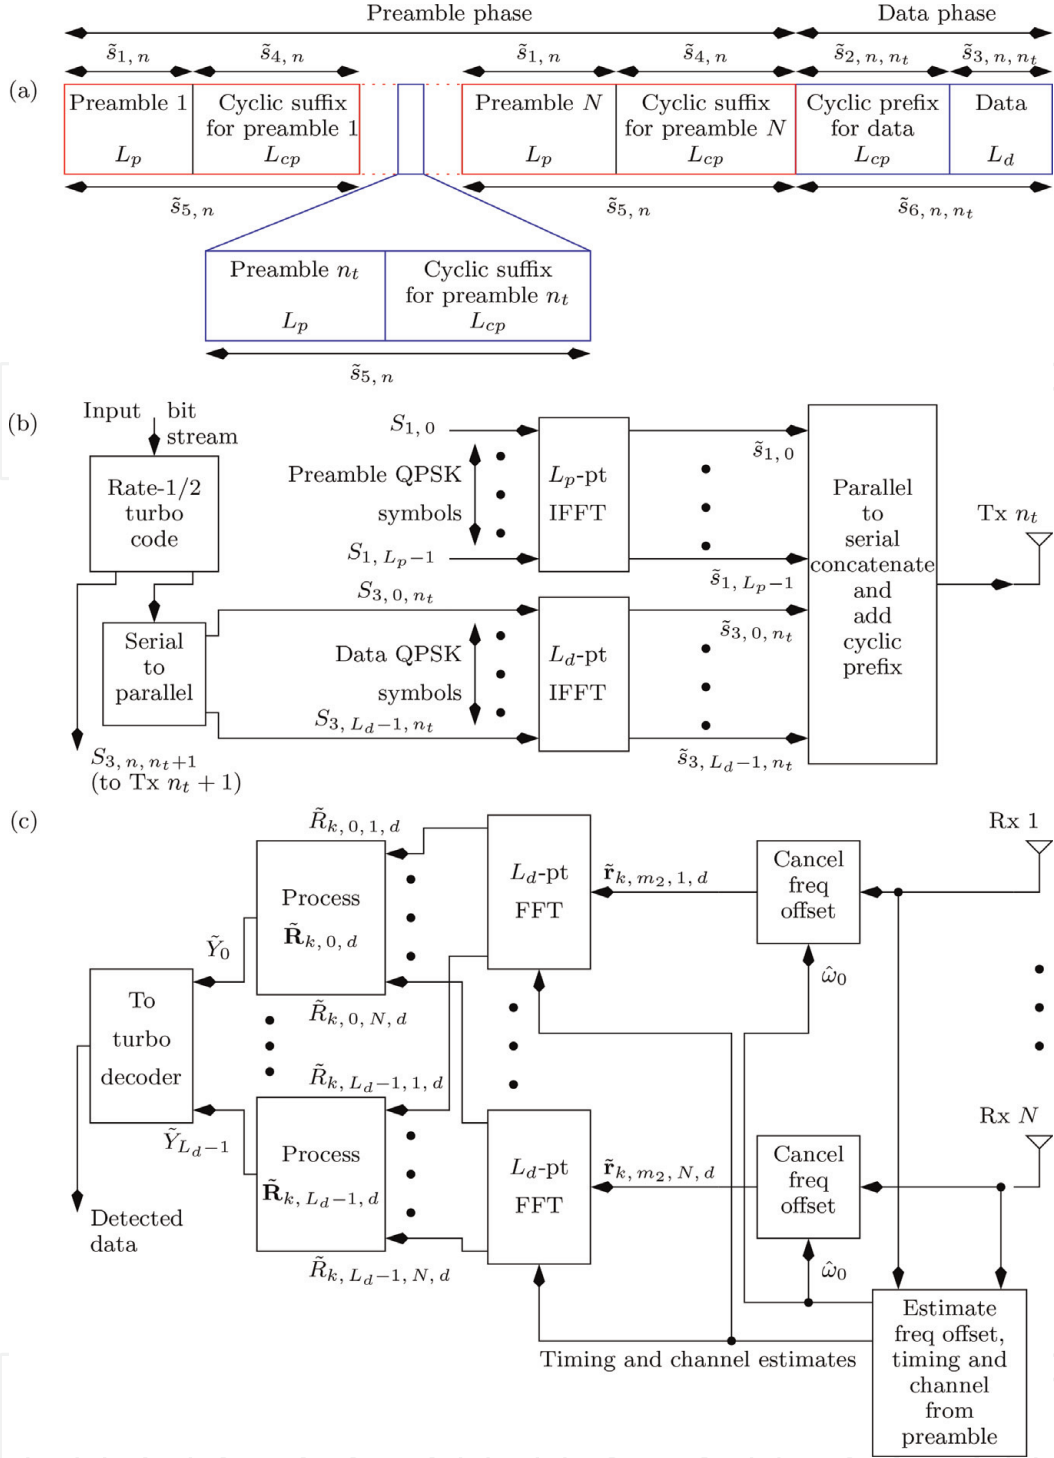 Preamble phase
Data phase
s̃1, n
s̃4, n
s̃1, n
s̃4, n
s̃2, n, nt
s̃3, n, nt
(a)
Preamble 1
Lp
Cyclic suffix
for preamble 1
Lcp
Preamble N
Lp
Cyclic suffix
for preamble N
Lcp
Cyclic prefix
for data
Lcp
Data
Ld
s̃5, n
s̃5, n
s̃6, n, nt
Preamble nt
Lp
Cyclic suffix
for preamble nt
Lcp
s̃5, n
(b)
Input bit
stream
Rate-1/2
turbo
code
Serial
to
parallel
S3, n, nt+1
(to Tx nt + 1)
S1, 0
Preamble QPSK
symbols
S1, Lp−1
S3, 0, nt
Data QPSK
symbols
S3, Ld−1, nt
Lp-pt
IFFT
Ld-pt
IFFT
s̃1, 0
s̃1, Lp−1
s̃3, 0, nt
s̃3, Ld−1, nt
Parallel
to
serial
concatenate
and
add
cyclic
prefix
Tx nt
(c)
Rx 1
Cancel
freq
offset
r̃k, m2, 1, d
Ld-pt
FFT
R̃k, 0, 1, d
Process
R̃k, 0, d
Ỹ0
ω̂0
R̃k, 0, N, d
To
turbo
decoder
R̃k, Ld−1, 1, d
Rx N
Cancel
freq
offset
r̃k, m2, N, d
Ld-pt
FFT
Process
R̃k, Ld−1, d
ỸLd−1
Detected
data
R̃k, Ld−1, N, d
ω̂0
Timing and channel estimates
Estimate
freq offset,
timing and
channel
from
preamble